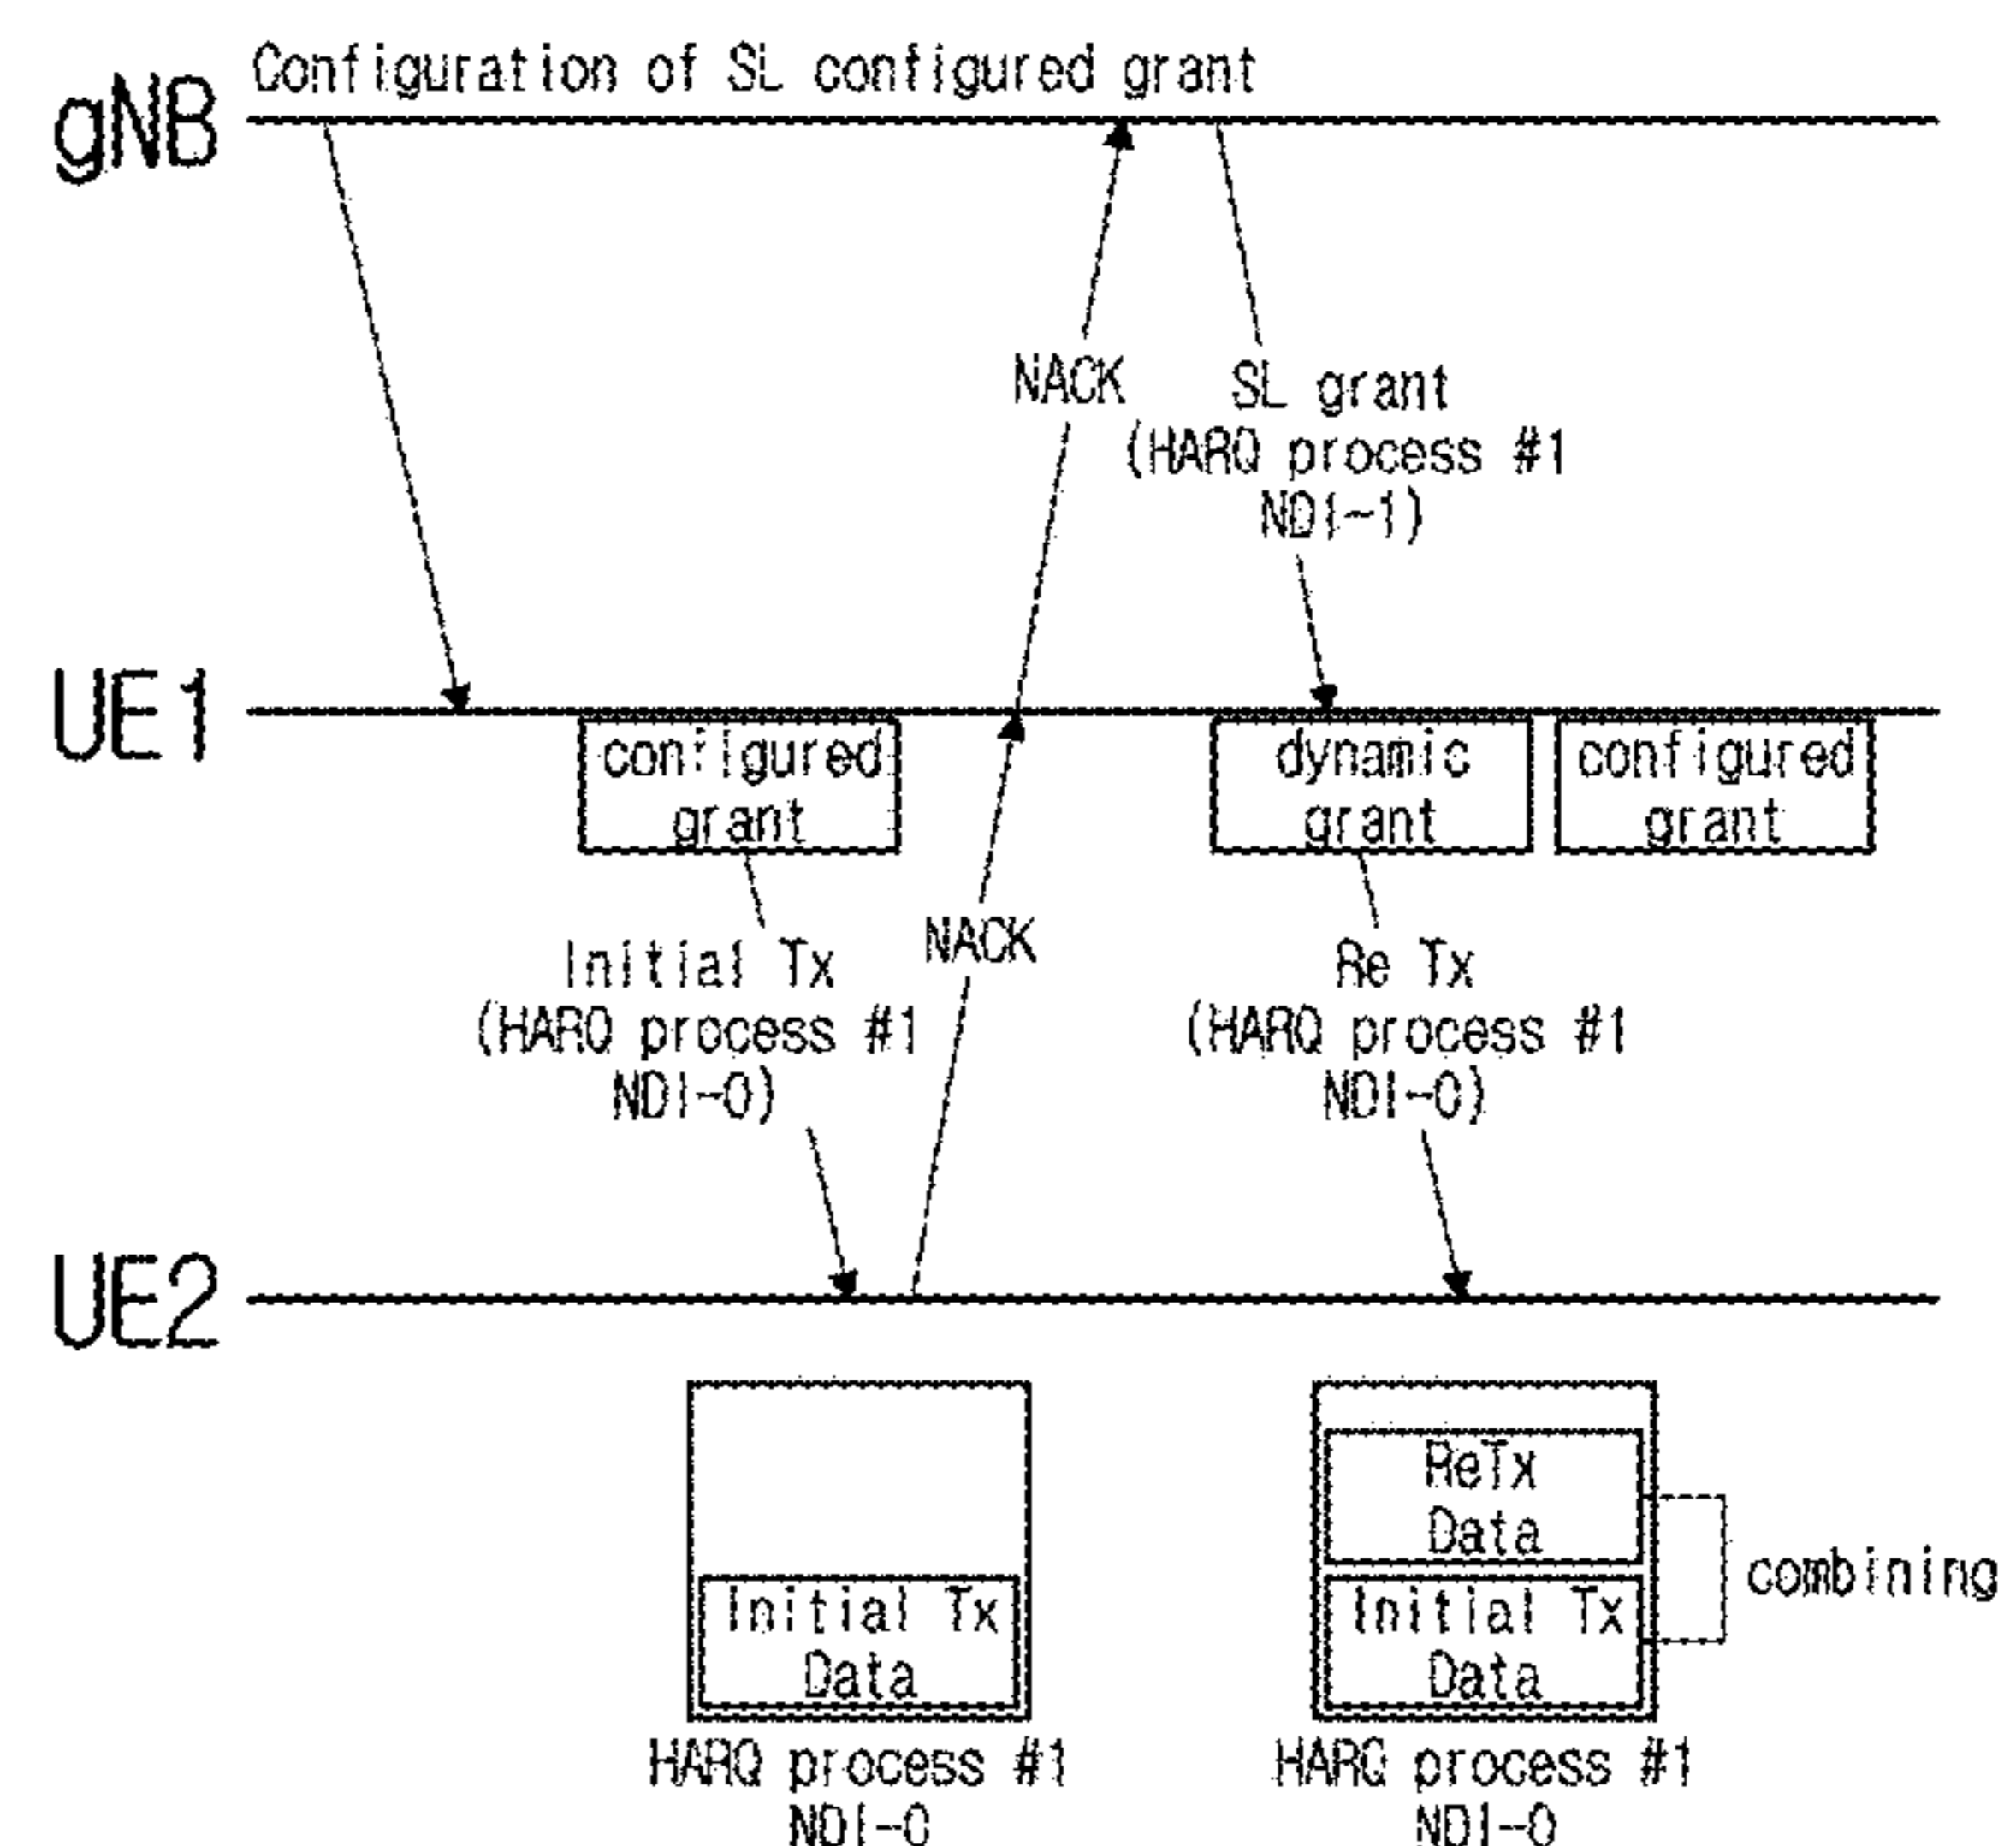 Configuration of SL configured grant
gNB
NACK
SL grant
(HARQ process #1
NDI-1)
UE1
configured
grant
dynamic
grant
configured
grant
NACK
Initial Tx
(HARQ process #1
NDI-0)
Re Tx
(HARQ process #1
NDI-0)
UE2
ReTx
Data
combining
Initial Tx
Data
Initial Tx
Data
HARQ process #1
NDI-0
HARQ process #1
NDI-0